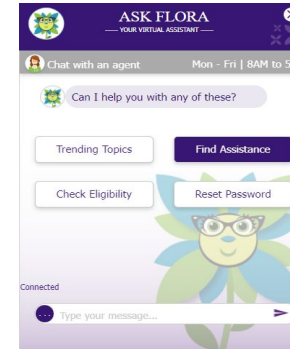 ASK FLORA
YOUR VIRTUAL ASSISTANT
Chat with an agent
Mon - Fri | 8AM to 5
Can I help you with any of these?
Trending Topics
Find Assistance
Check Eligibility
Reset Password
Connected
Type your message...